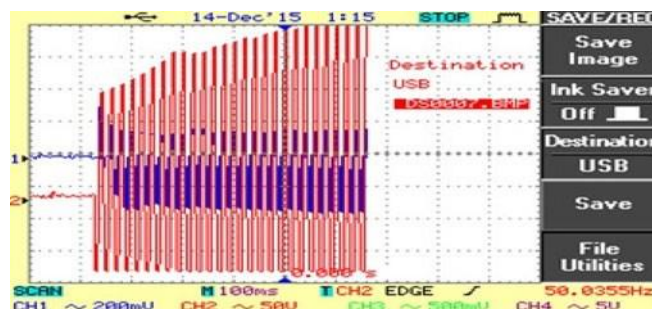 14-Dec'15 1:15 STOP SAVE/REC
Save
Image
Destination
USB
DS0007.BMP
Ink Saver
Off
Destination
USB
Save
File
Utilities
1
2
0.000 s
SCAN M 100ms T CH2 EDGE 50.0355Hz
CH1 ~ 200mV CH2 ~ 50V CH3 ~ 500mV CH4 ~ 5V